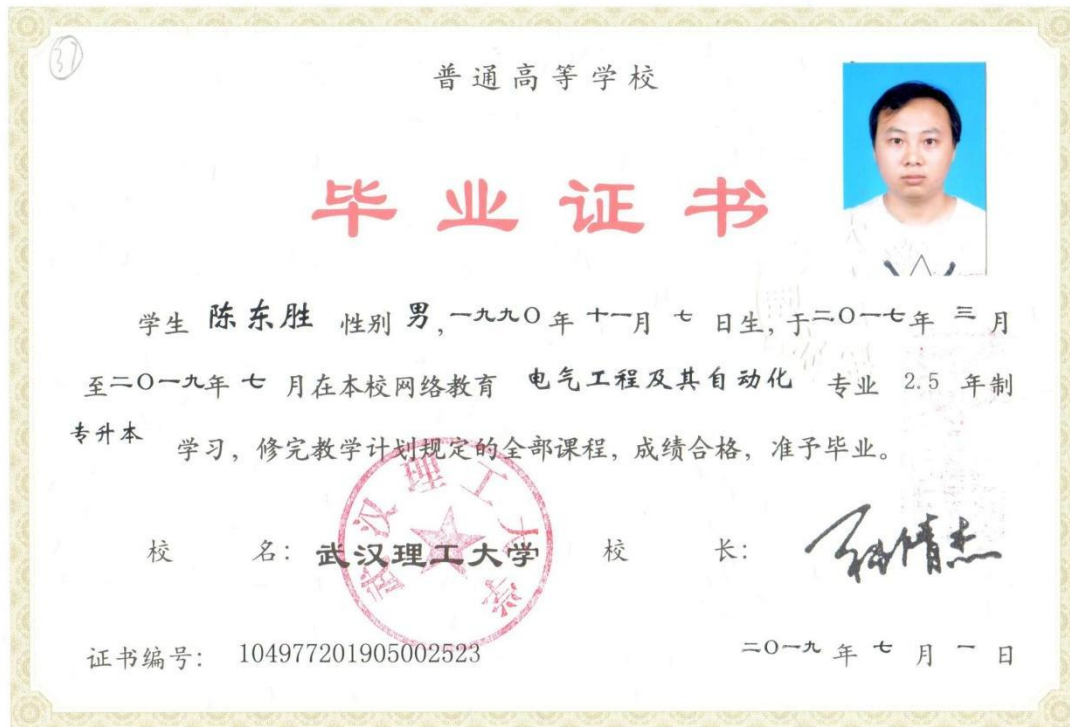 37
普通高等学校
毕业证书
学生 陈东胜 性别 男,一九九〇年 十一月 七 日生, 于二〇一七年 三 月
至二〇一九年 七 月在本校网络教育 电气工程及其自动化 专业 2.5 年制
专升本 学习, 修完教学计划规定的全部课程, 成绩合格, 准予毕业。
武汉理工大学
校 名: 武汉理工大学 校 长:
证书编号: 104977201905002523 二〇一九 年 七 月 一 日